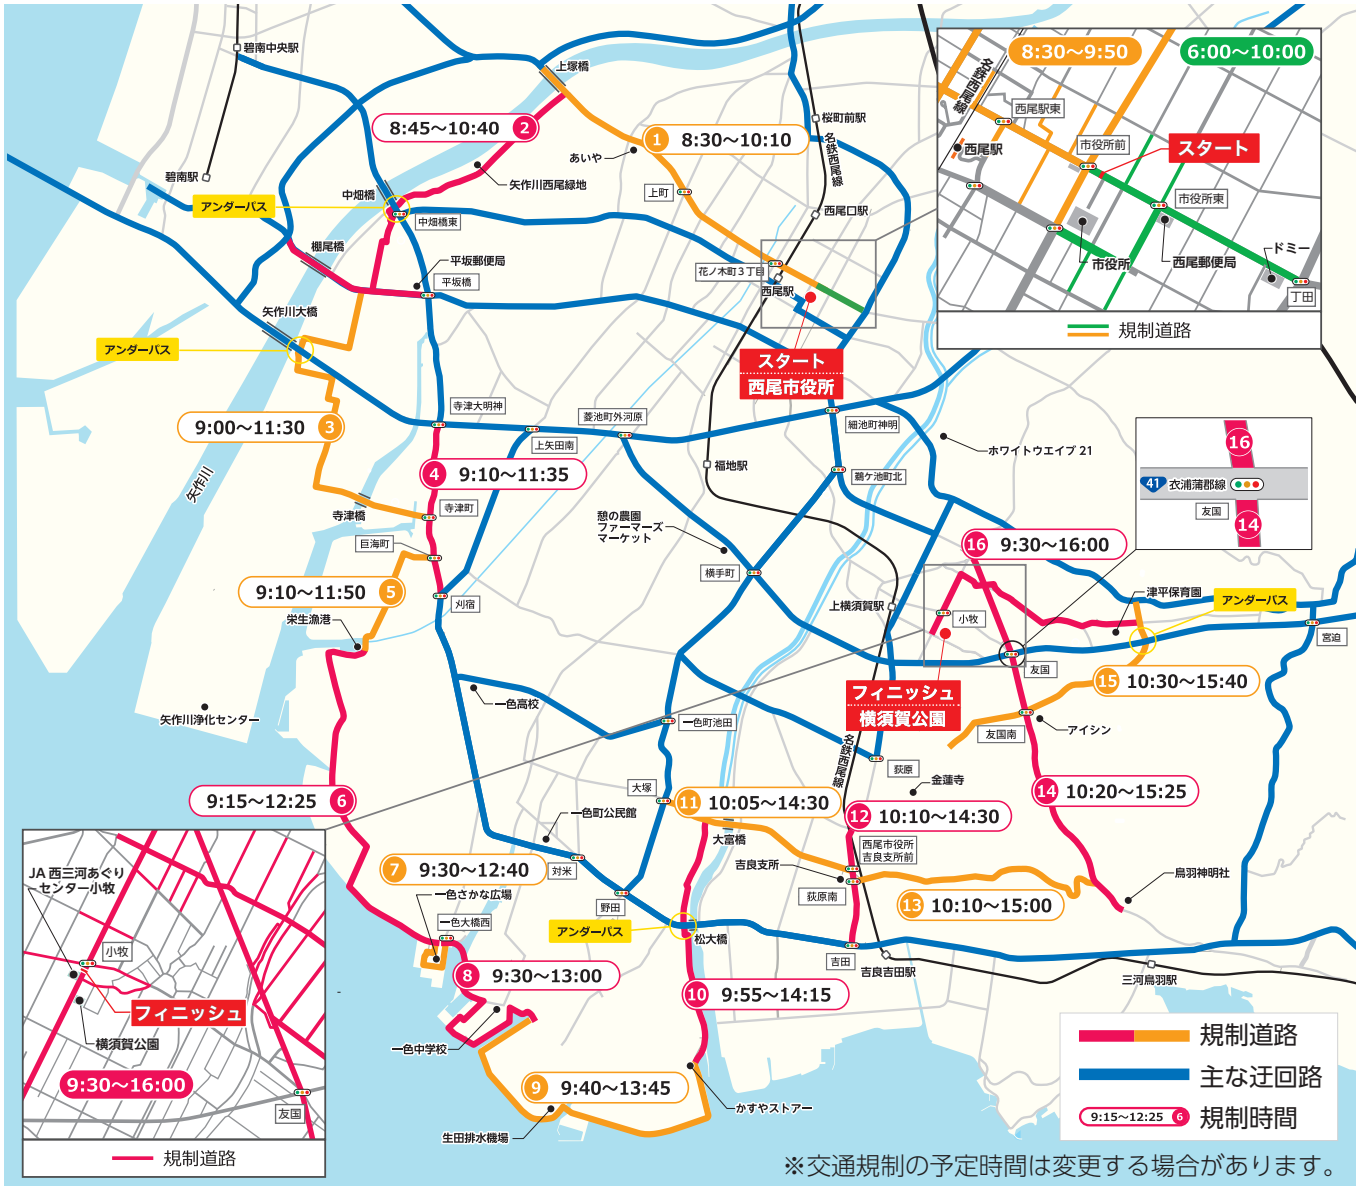 碧南中央駅
上塚橋
8:45〜10:40 2
1 8:30〜10:10
あいや
桜町前駅
名鉄西尾線
碧南駅
中畑橋
矢作川西尾緑地
上町
アンダーパス
中畑橋東
西尾口駅
棚尾橋
平坂郵便局
平坂橋
花ノ木町3丁目
西尾駅
矢作川大橋
アンダーパス
スタート
西尾市役所
8:30〜9:50
6:00〜10:00
名鉄西尾線
西尾駅東
西尾駅
市役所前
スタート
市役所東
市役所
西尾郵便局
ドミー
丁田
規制道路
9:00〜11:30 3
寺津大明神
菱池町外河原
上矢田南
細池町神明
4 9:10〜11:35
福地駅
鵜ケ池町北
ホワイトウエイブ 21
16
41 衣浦蒲郡線
友国
14
矢作川
寺津橋
寺津町
憩の農園
ファーマーズ
マーケット
巨海町
横手町
16 9:30〜16:00
9:10〜11:50 5
刈宿
上横須賀駅
小牧
津平保育園
アンダーパス
栄生漁港
宮迫
友国
フィニッシュ
横須賀公園
15 10:30〜15:40
矢作川浄化センター
一色高校
一色町池田
友国南
アイシン
名鉄西尾線
荻原
9:15〜12:25 6
大塚
金蓮寺
11 10:05〜14:30
14 10:20〜15:25
12 10:10〜14:30
一色町公民館
大富橋
西尾市役所
吉良支所前
吉良支所
7 9:30〜12:40
対米
鳥羽神明社
一色さかな広場
荻原南
野田
13 10:10〜15:00
一色大橋西
アンダーパス
松大橋
吉田
吉良吉田駅
三河鳥羽駅
8 9:30〜13:00
10 9:55〜14:15
一色中学校
9 9:40〜13:45
かすやストアー
生田排水機場
JA 西三河あぐり
センター小牧
小牧
フィニッシュ
横須賀公園
9:30〜16:00
友国
規制道路
規制道路
主な迂回路
9:15〜12:25 6 規制時間
※交通規制の予定時間は変更する場合があります。